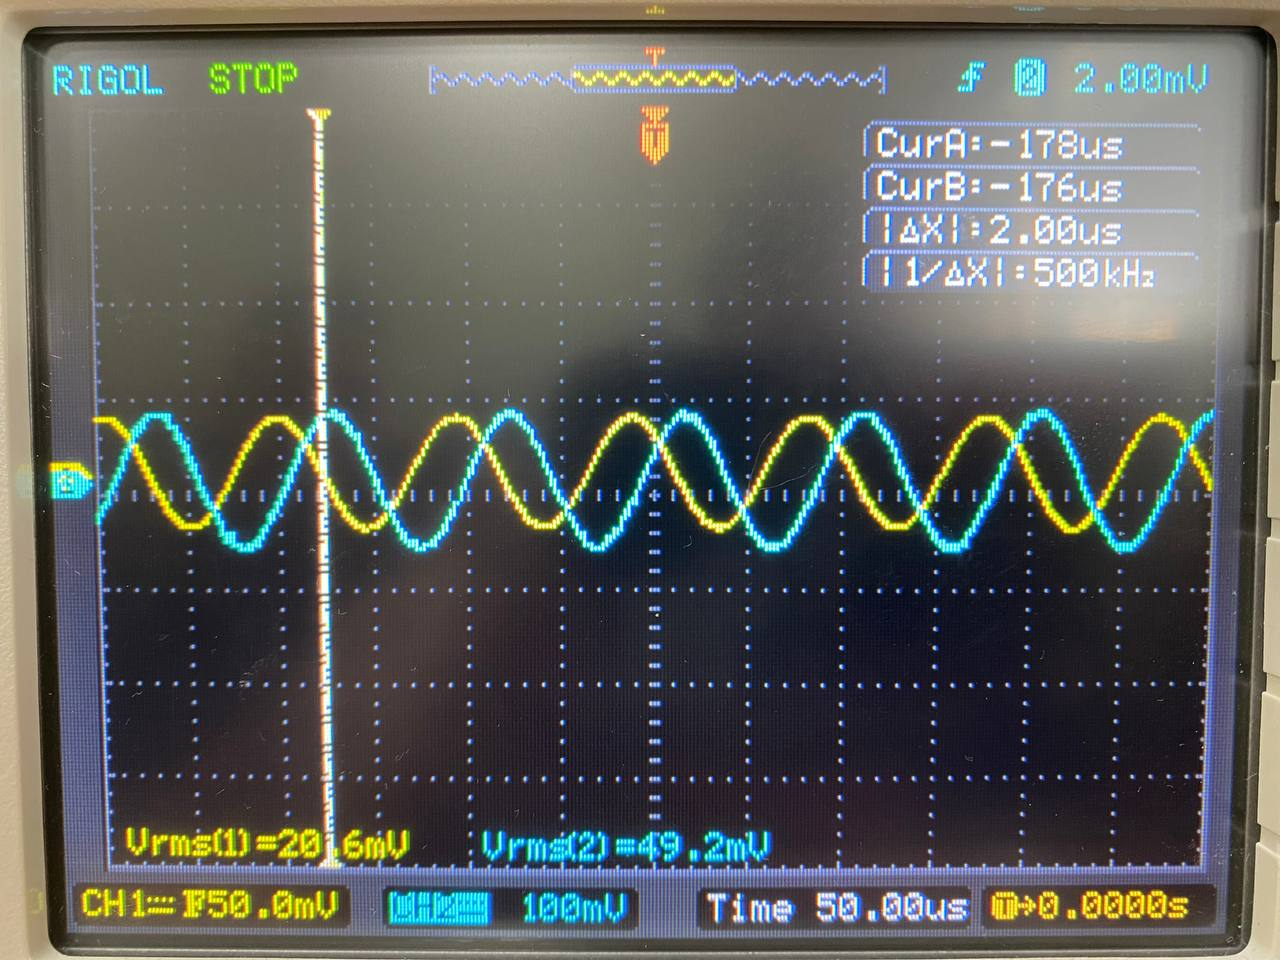 RIGOL STOP T 2.00mV
CurA:-178us
CurB:-176us
|ΔX|:2.00us
|1/ΔX|:500kHz
Vrms(1)=20.6mV Vrms(2)=49.2mV
CH1 50.0mV CH2 100mV Time 50.00us T→0.0000s